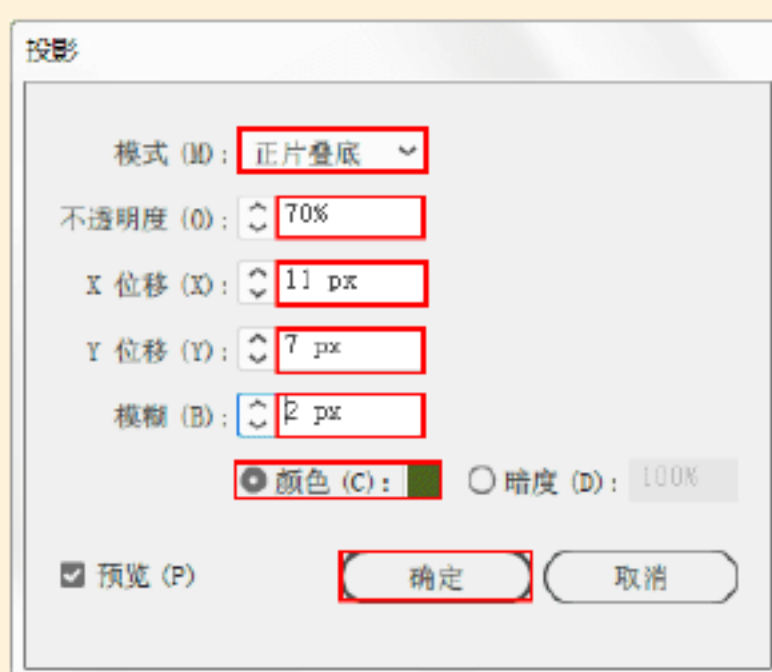 投影
模式 (M): 正片叠底
不透明度 (O): 70%
X 位移 (X): 11 px
Y 位移 (Y): 7 px
模糊 (B): 2 px
颜色 (C): 暗度 (D): 100%
预览 (P) 确定 取消